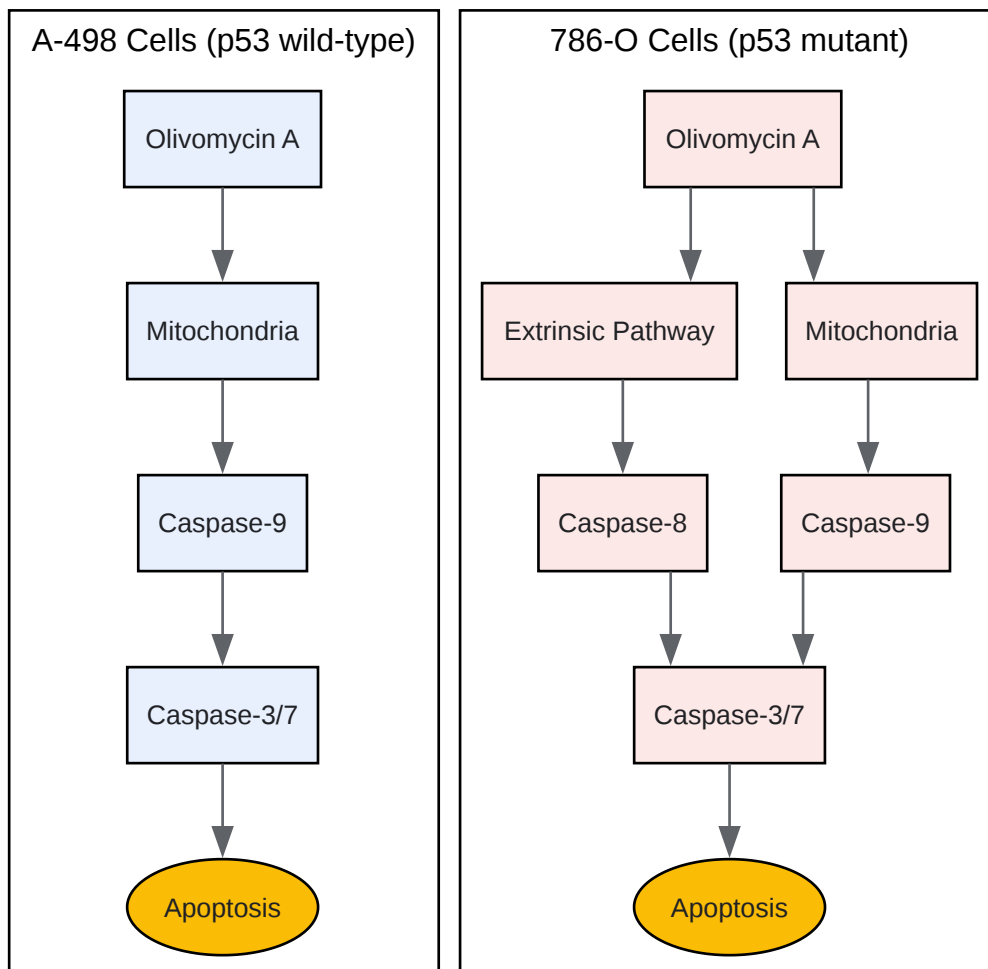 A-498 Cells (p53 wild-type)
Olivomycin A
Mitochondria
Caspase-9
Caspase-3/7
Apoptosis
786-O Cells (p53 mutant)
Olivomycin A
Extrinsic Pathway
Mitochondria
Caspase-8
Caspase-9
Caspase-3/7
Apoptosis